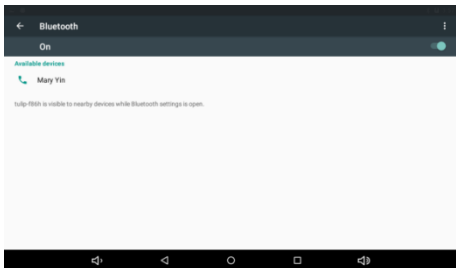 Bluetooth
On
Available devices
Mary Yin
tulip-f86h is visible to nearby devices while Bluetooth settings is open.